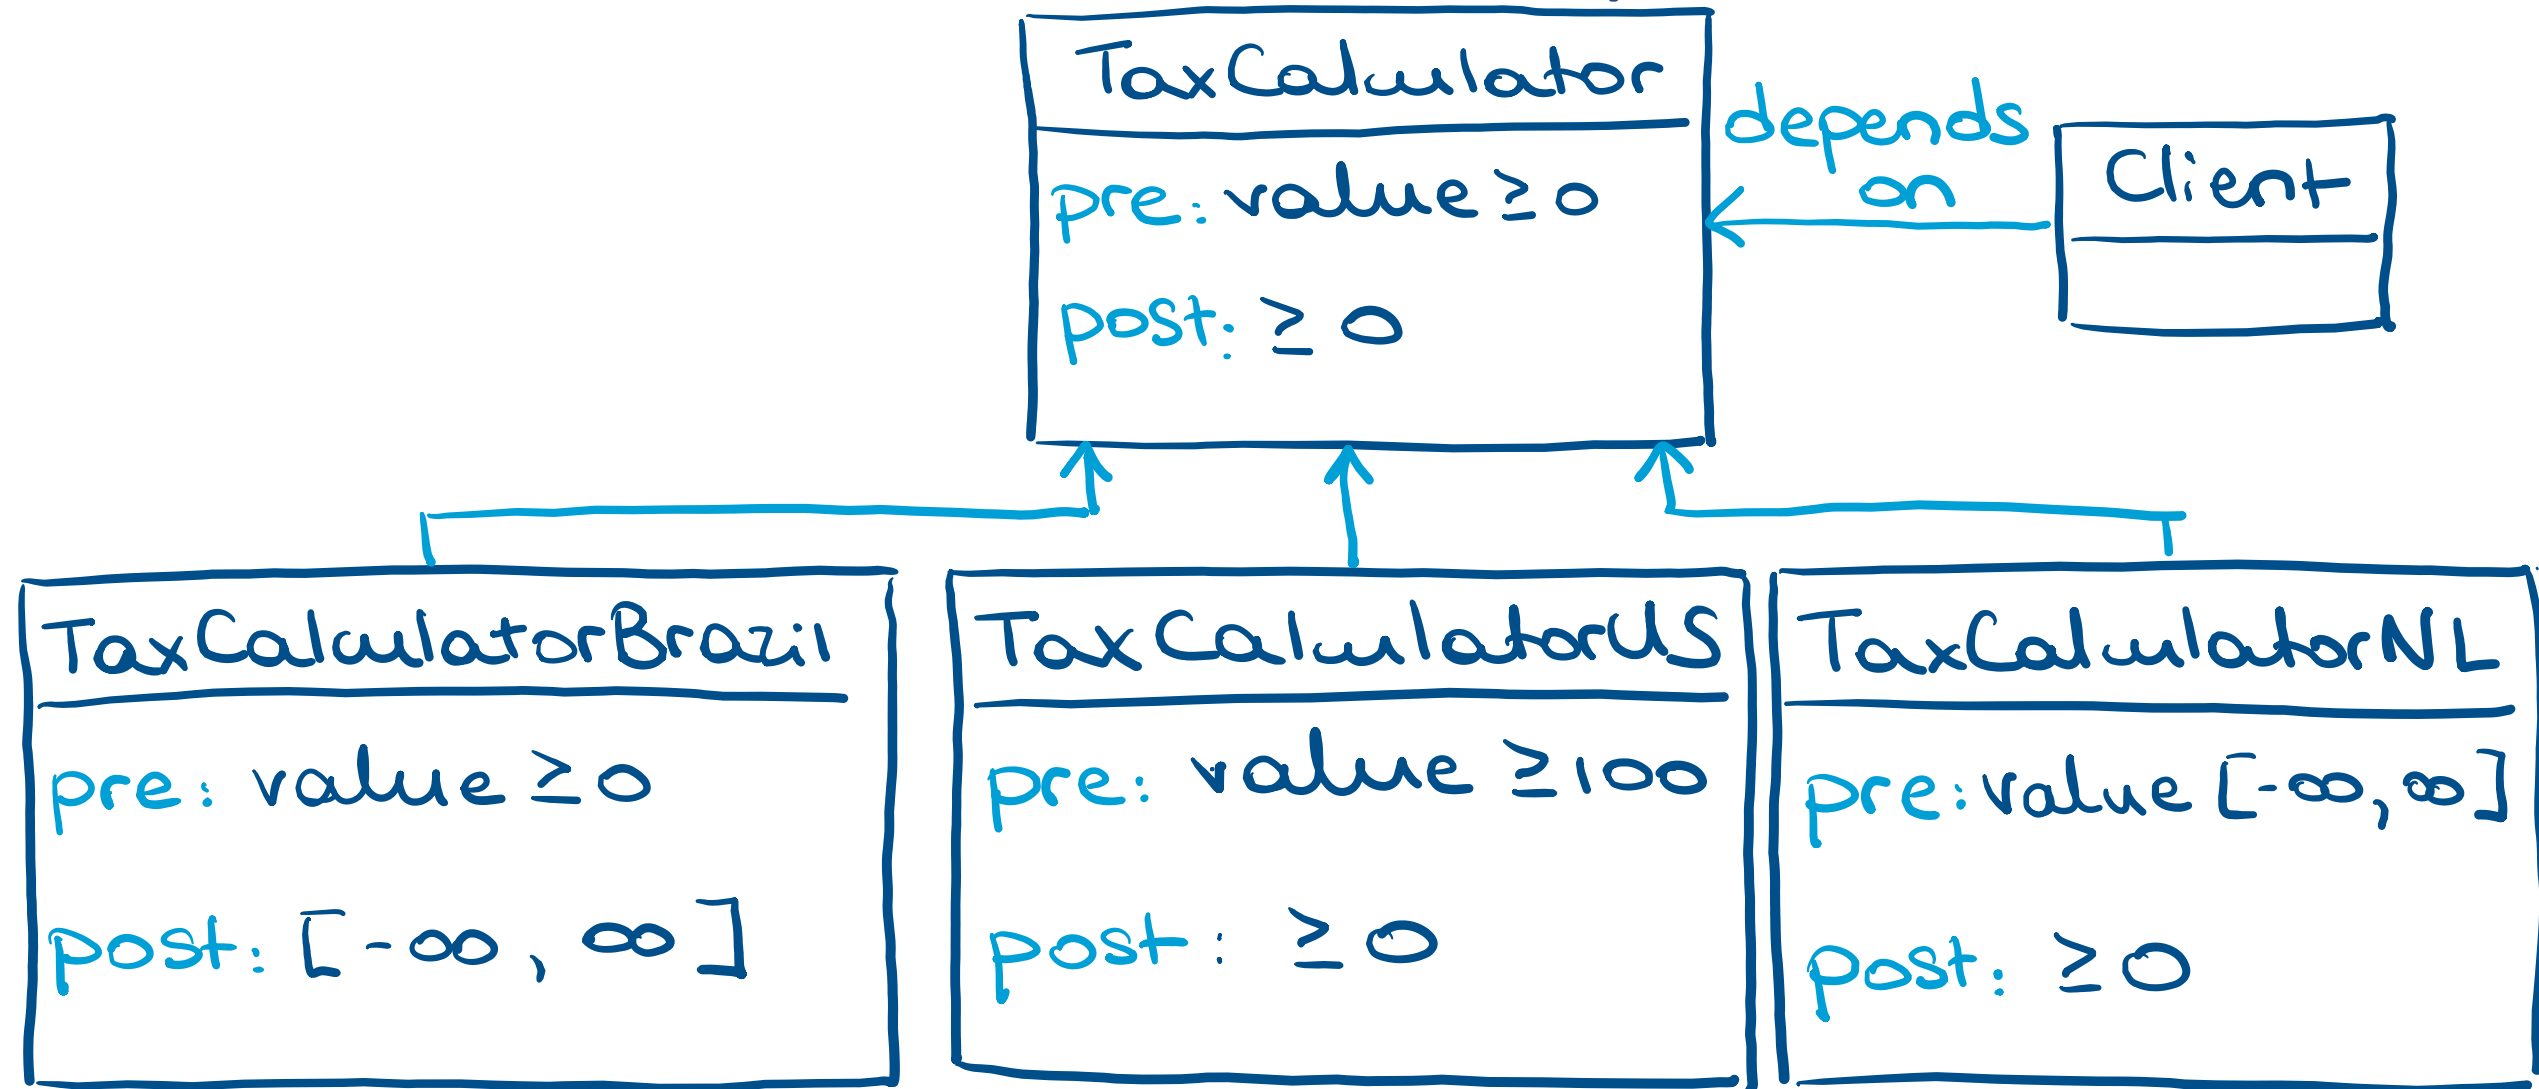 TaxCalculator
pre: value ≥ 0
post: ≥ 0
depends
on
Client
TaxCalculatorBrazil
pre: value ≥ 0
post: [-∞, ∞]
TaxCalculatorUS
pre: value ≥ 100
post: ≥ 0
TaxCalculatorNL
pre: value [-∞, ∞]
post: ≥ 0